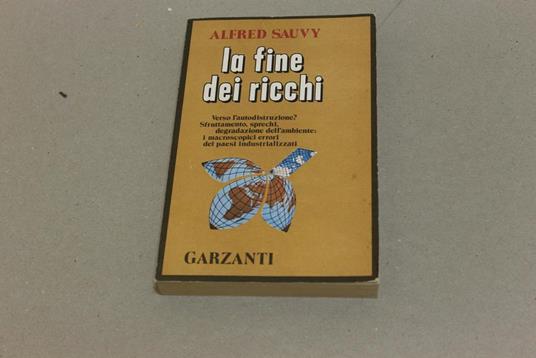 ALFRED SAUVY
la fine
dei ricchi
Verso l'autodistruzione?
Sfruttamento, sprechi,
degradazione dell'ambiente:
i macroscopici errori
dei paesi industrializzati
GARZANTI